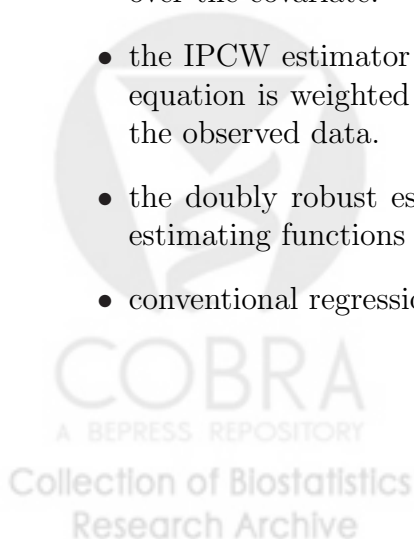 over the covariate.
• the IPCW estimator
equation is weighted
the observed data.
• the doubly robust es
estimating functions
• conventional regressio
COBRA
A BEPRESS REPOSITORY
Collection of Biostatistics
Research Archive